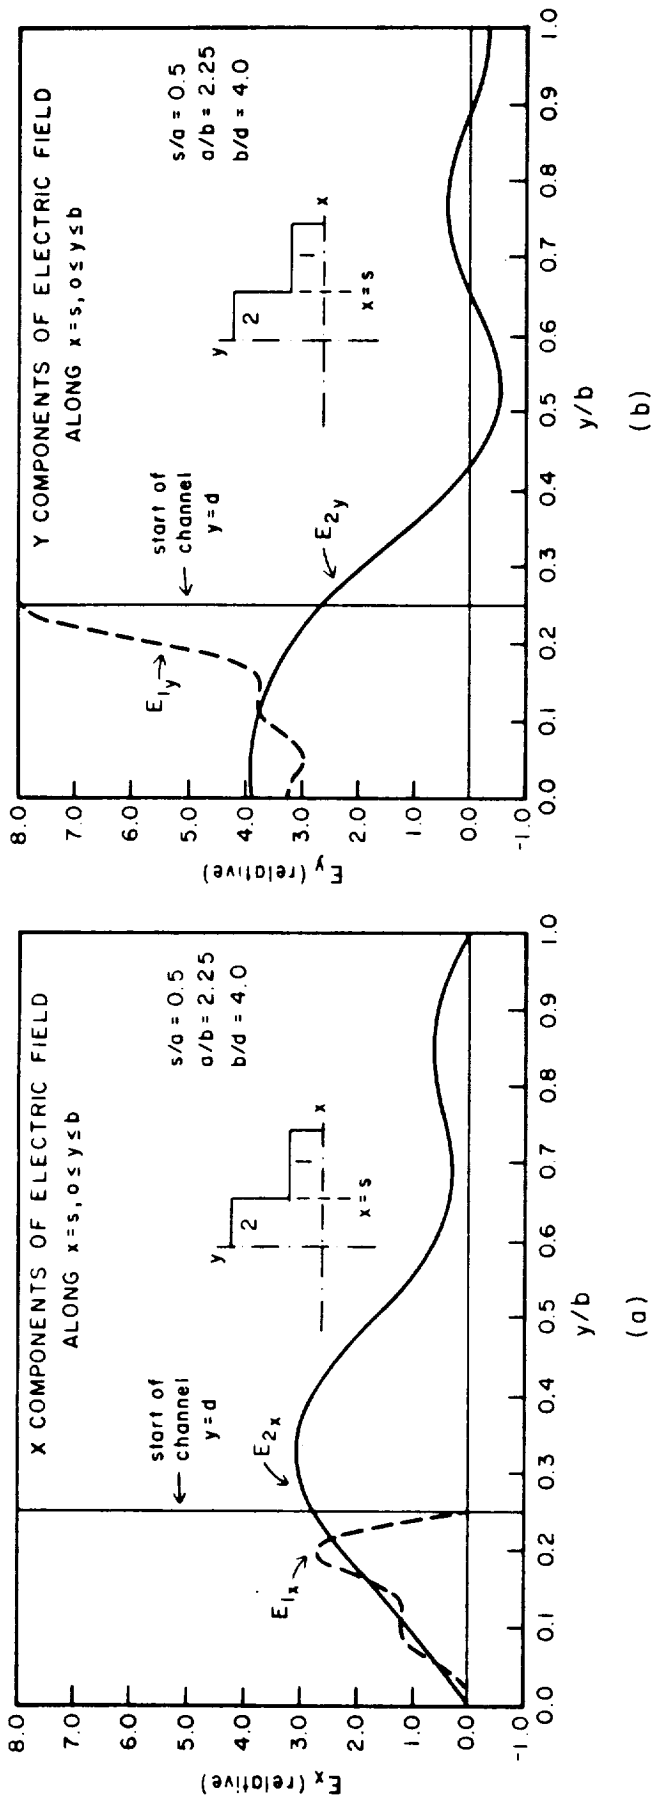 X COMPONENTS OF ELECTRIC FIELD
ALONG x=s, o≤y≤b
start of
channel
y=d
s/a = 0.5
a/b = 2.25
b/d = 4.0
y
2
1
x
x=s
E2x
E1x
8.0
7.0
6.0
5.0
4.0
3.0
2.0
1.0
0.0
-1.0
Ex (relative)
0.0 0.1 0.2 0.3 0.4 0.5 0.6 0.7 0.8 0.9 1.0
y/b
(a)
Y COMPONENTS OF ELECTRIC FIELD
ALONG x=s, o≤y≤b
start of
channel
y=d
s/a = 0.5
a/b = 2.25
b/d = 4.0
y
2
1
x
x=s
E1y
E2y
8.0
7.0
6.0
5.0
4.0
3.0
2.0
1.0
0.0
-1.0
Ey (relative)
0.0 0.1 0.2 0.3 0.4 0.5 0.6 0.7 0.8 0.9 1.0
y/b
(b)